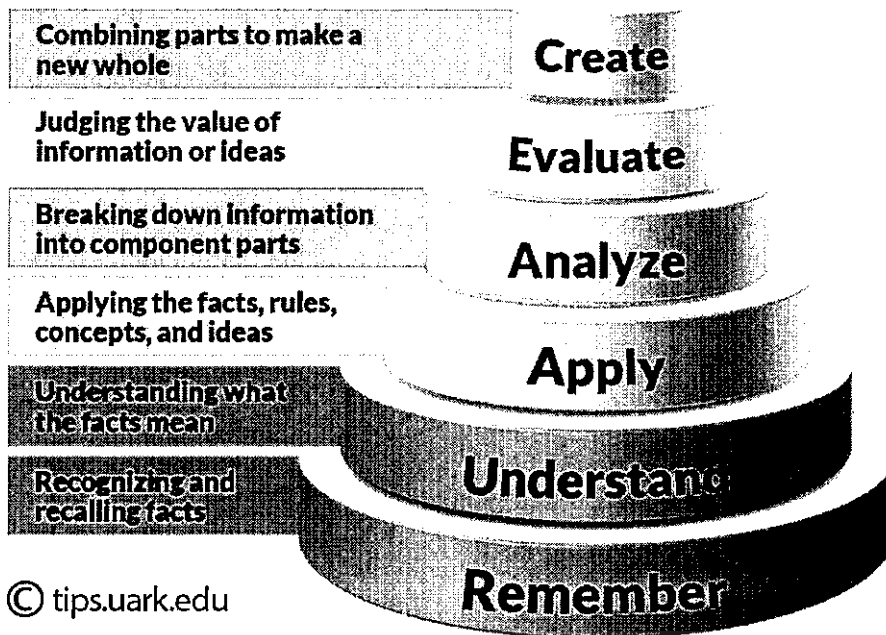 Combining parts to make a
new whole
Create
Judging the value of
information or ideas
Evaluate
Breaking down information
into component parts
Analyze
Applying the facts, rules,
concepts, and ideas
Apply
Understanding what
the facts mean
Understand
Recognizing and
recalling facts
Remember
© tips.uark.edu